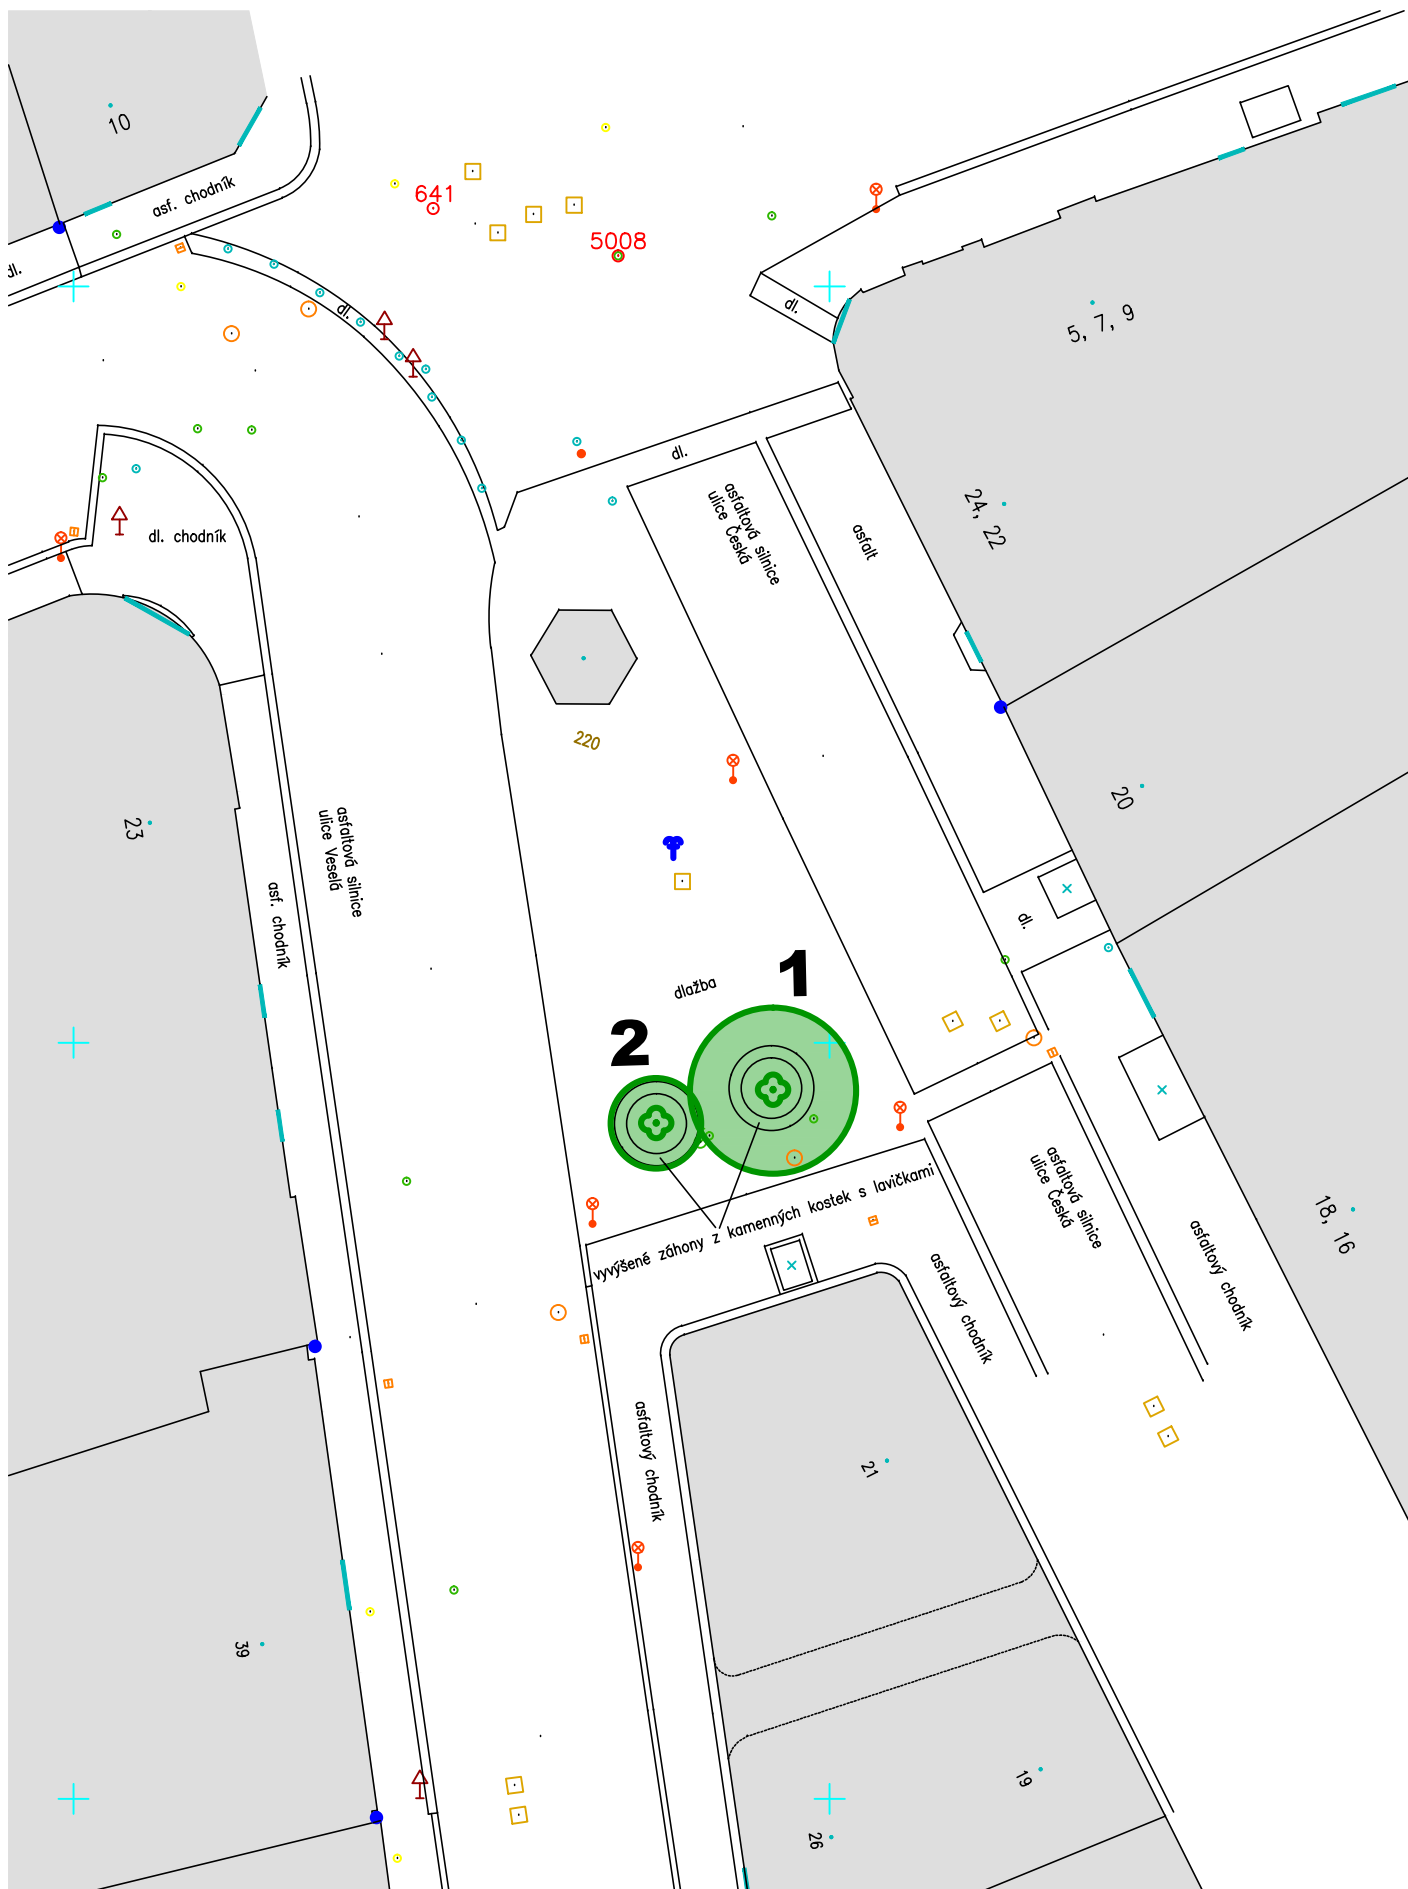 10
asf. chodník
dl.
641
5008
dl.
dl.
5, 7, 9
dl.
asfaltová silnice
ulice Česká
asfalt
24, 22
dl. chodník
220
20
23
asfaltová silnice
ulice Veselá
asf. chodník
dl.
dlažba
1
2
vyvýšené záhony z kamenných kostek s lavičkami
asfaltová silnice
ulice Česká
18, 16
asfaltový chodník
asfaltový chodník
asfaltový chodník
21
39
19
26